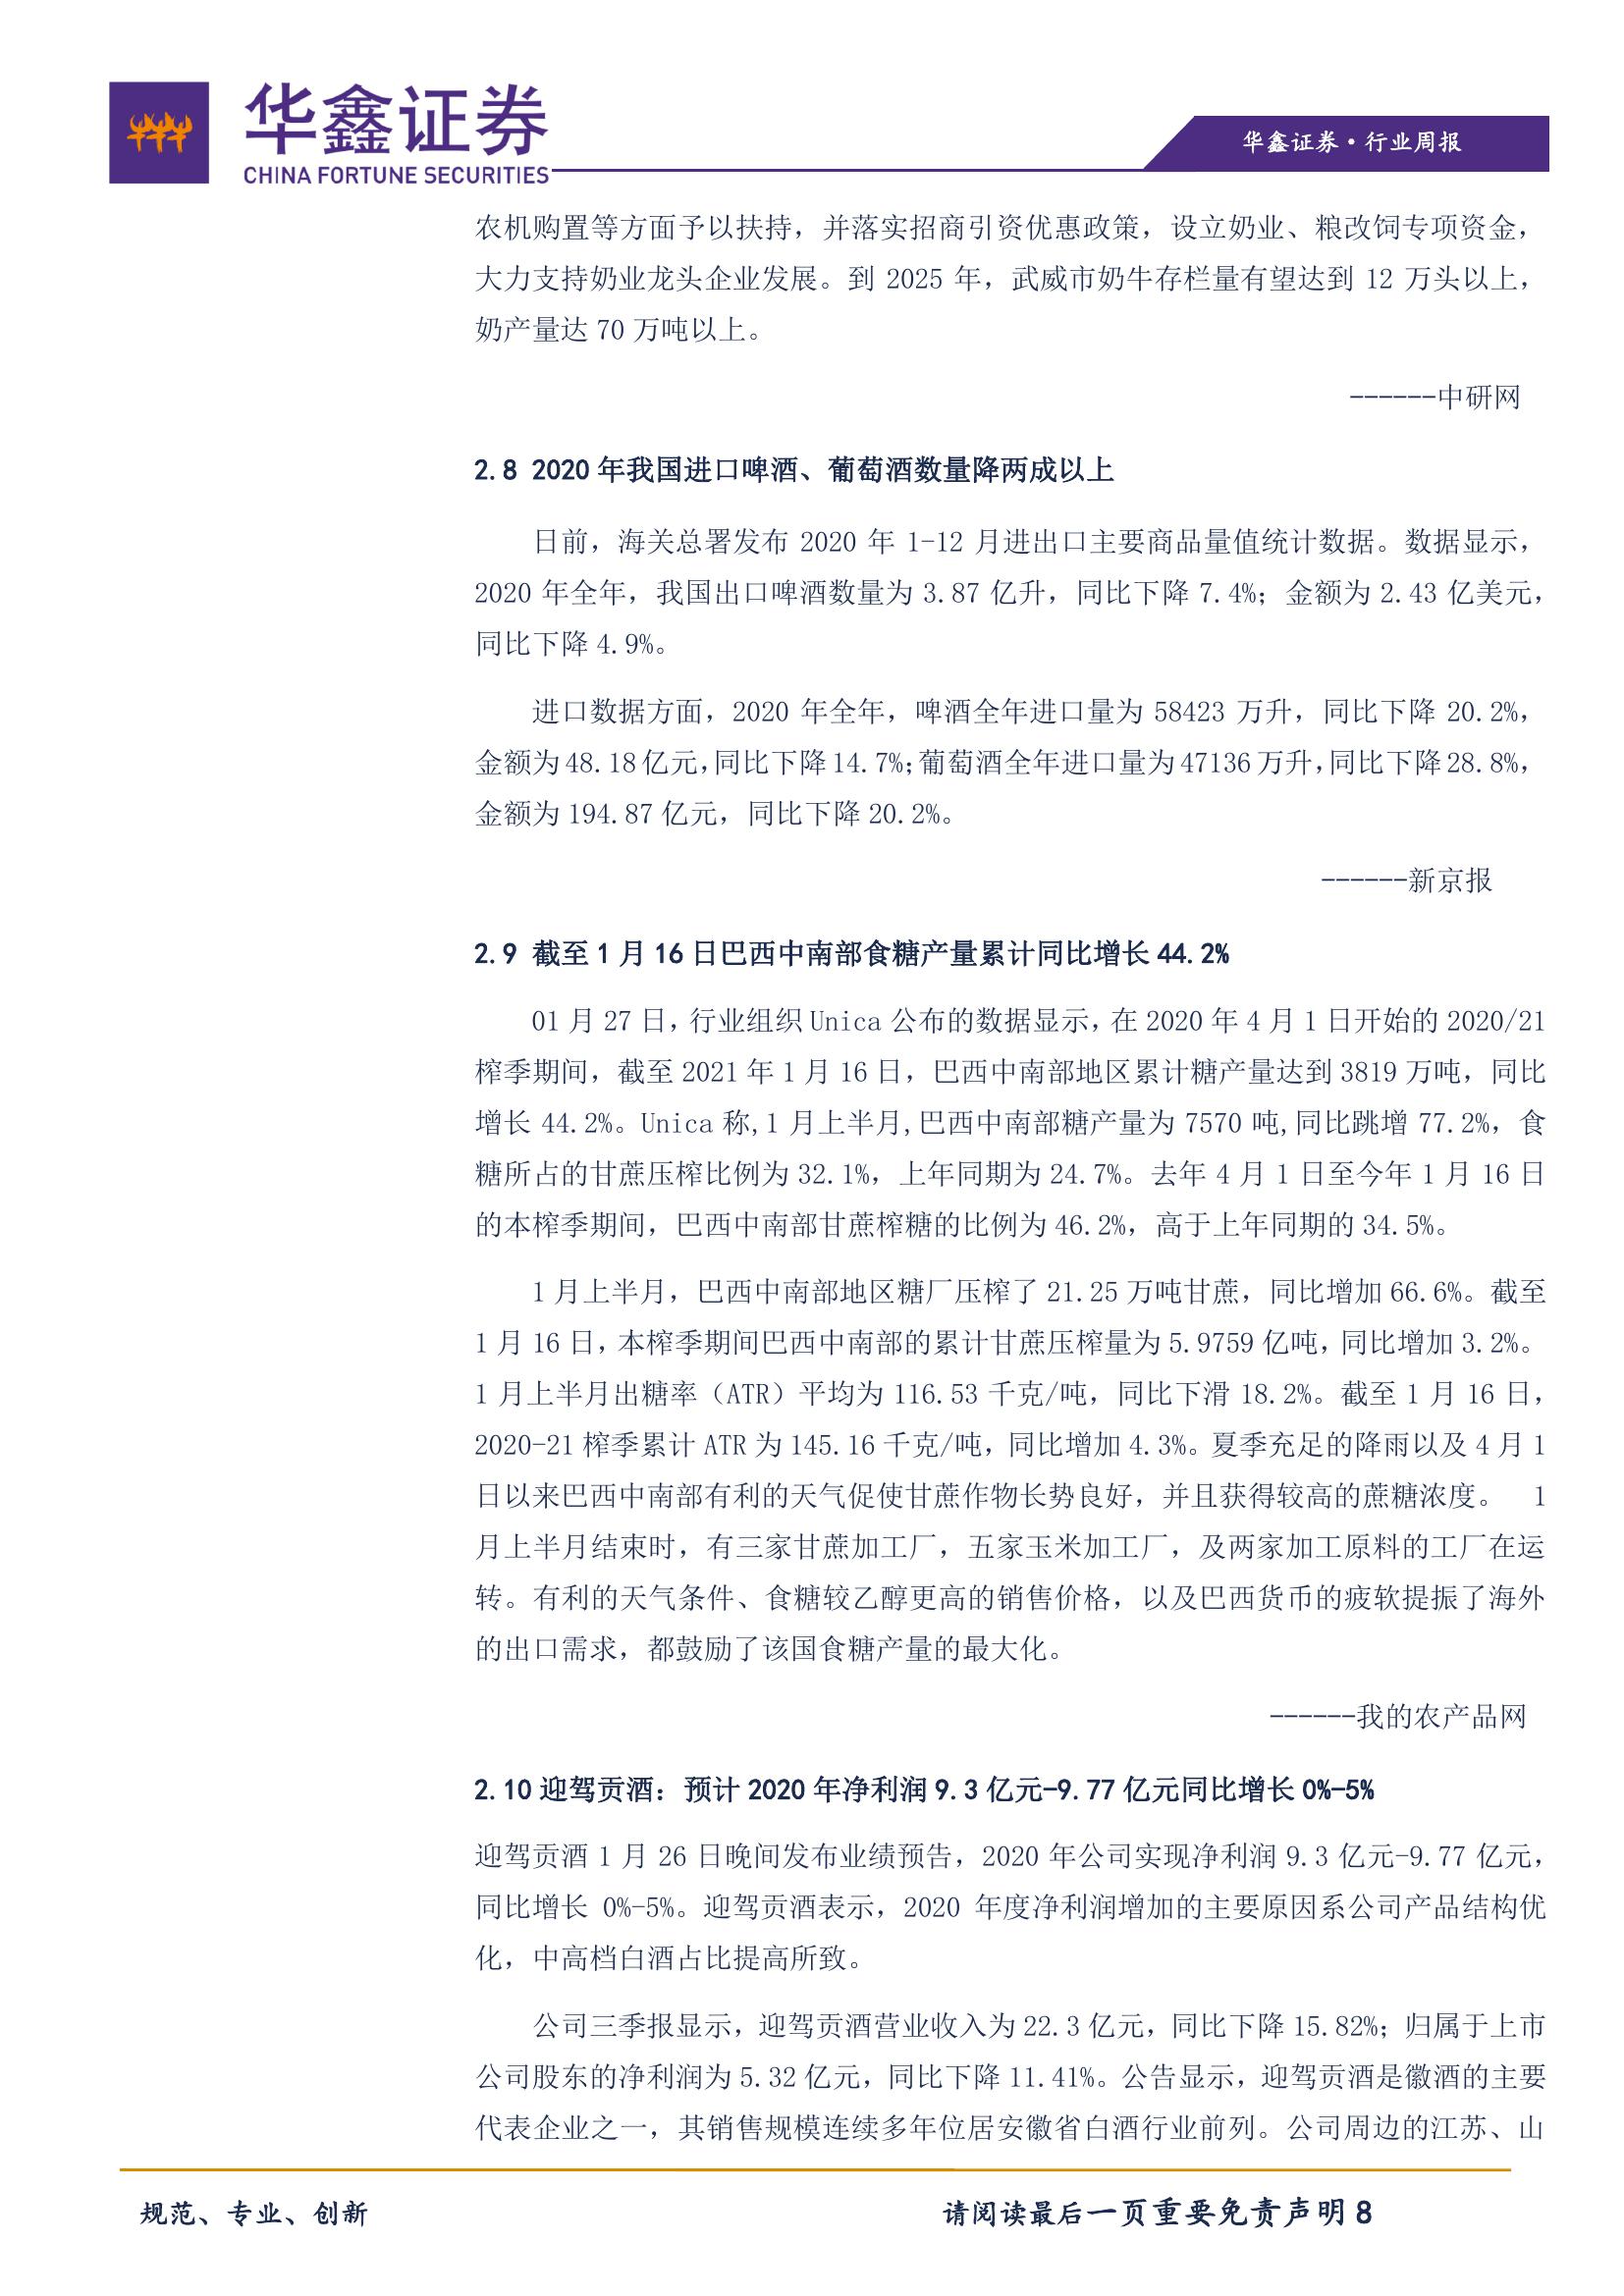 华鑫证券
CHINA FORTUNE SECURITIES
华鑫证券·行业周报
农机购置等方面予以扶持，并落实招商引资优惠政策，设立奶业、粮改饲专项资金，
大力支持奶业龙头企业发展。到 2025 年，武威市奶牛存栏量有望达到 12 万头以上，
奶产量达 70 万吨以上。
------中研网
2.8 2020 年我国进口啤酒、葡萄酒数量降两成以上
日前，海关总署发布 2020 年 1-12 月进出口主要商品量值统计数据。数据显示，
2020 年全年，我国出口啤酒数量为 3.87 亿升，同比下降 7.4%；金额为 2.43 亿美元，
同比下降 4.9%。
进口数据方面，2020 年全年，啤酒全年进口量为 58423 万升，同比下降 20.2%，
金额为 48.18 亿元，同比下降 14.7%；葡萄酒全年进口量为 47136 万升，同比下降 28.8%，
金额为 194.87 亿元，同比下降 20.2%。
------新京报
2.9 截至 1 月 16 日巴西中南部食糖产量累计同比增长 44.2%
01 月 27 日，行业组织 Unica 公布的数据显示，在 2020 年 4 月 1 日开始的 2020/21
榨季期间，截至 2021 年 1 月 16 日，巴西中南部地区累计糖产量达到 3819 万吨，同比
增长 44.2%。Unica 称,1 月上半月,巴西中南部糖产量为 7570 吨,同比跳增 77.2%，食
糖所占的甘蔗压榨比例为 32.1%，上年同期为 24.7%。去年 4 月 1 日至今年 1 月 16 日
的本榨季期间，巴西中南部甘蔗榨糖的比例为 46.2%，高于上年同期的 34.5%。
1 月上半月，巴西中南部地区糖厂压榨了 21.25 万吨甘蔗，同比增加 66.6%。截至
1 月 16 日，本榨季期间巴西中南部的累计甘蔗压榨量为 5.9759 亿吨，同比增加 3.2%。
1 月上半月出糖率（ATR）平均为 116.53 千克/吨，同比下滑 18.2%。截至 1 月 16 日，
2020-21 榨季累计 ATR 为 145.16 千克/吨，同比增加 4.3%。夏季充足的降雨以及 4 月 1
日以来巴西中南部有利的天气促使甘蔗作物长势良好，并且获得较高的蔗糖浓度。 1
月上半月结束时，有三家甘蔗加工厂，五家玉米加工厂，及两家加工原料的工厂在运
转。有利的天气条件、食糖较乙醇更高的销售价格，以及巴西货币的疲软提振了海外
的出口需求，都鼓励了该国食糖产量的最大化。
------我的农产品网
2.10 迎驾贡酒：预计 2020 年净利润 9.3 亿元-9.77 亿元同比增长 0%-5%
迎驾贡酒 1 月 26 日晚间发布业绩预告，2020 年公司实现净利润 9.3 亿元-9.77 亿元，
同比增长 0%-5%。迎驾贡酒表示，2020 年度净利润增加的主要原因系公司产品结构优
化，中高档白酒占比提高所致。
公司三季报显示，迎驾贡酒营业收入为 22.3 亿元，同比下降 15.82%；归属于上市
公司股东的净利润为 5.32 亿元，同比下降 11.41%。公告显示，迎驾贡酒是徽酒的主要
代表企业之一，其销售规模连续多年位居安徽省白酒行业前列。公司周边的江苏、山
规范、专业、创新
请阅读最后一页重要免责声明 8